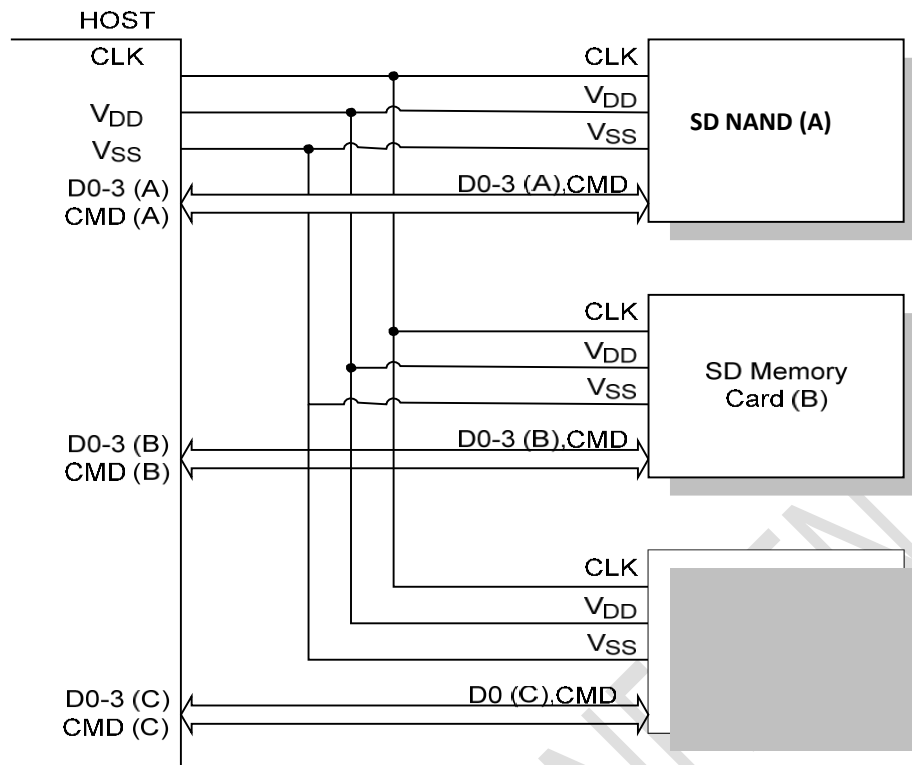 HOST
CLK
CLK
VDD
VDD
SD NAND (A)
VSS
VSS
D0-3 (A)
D0-3 (A),CMD
CMD (A)
CLK
VDD
SD Memory
Card (B)
VSS
D0-3 (B)
D0-3 (B),CMD
CMD (B)
CLK
VDD
VSS
D0-3 (C)
D0 (C),CMD
CMD (C)